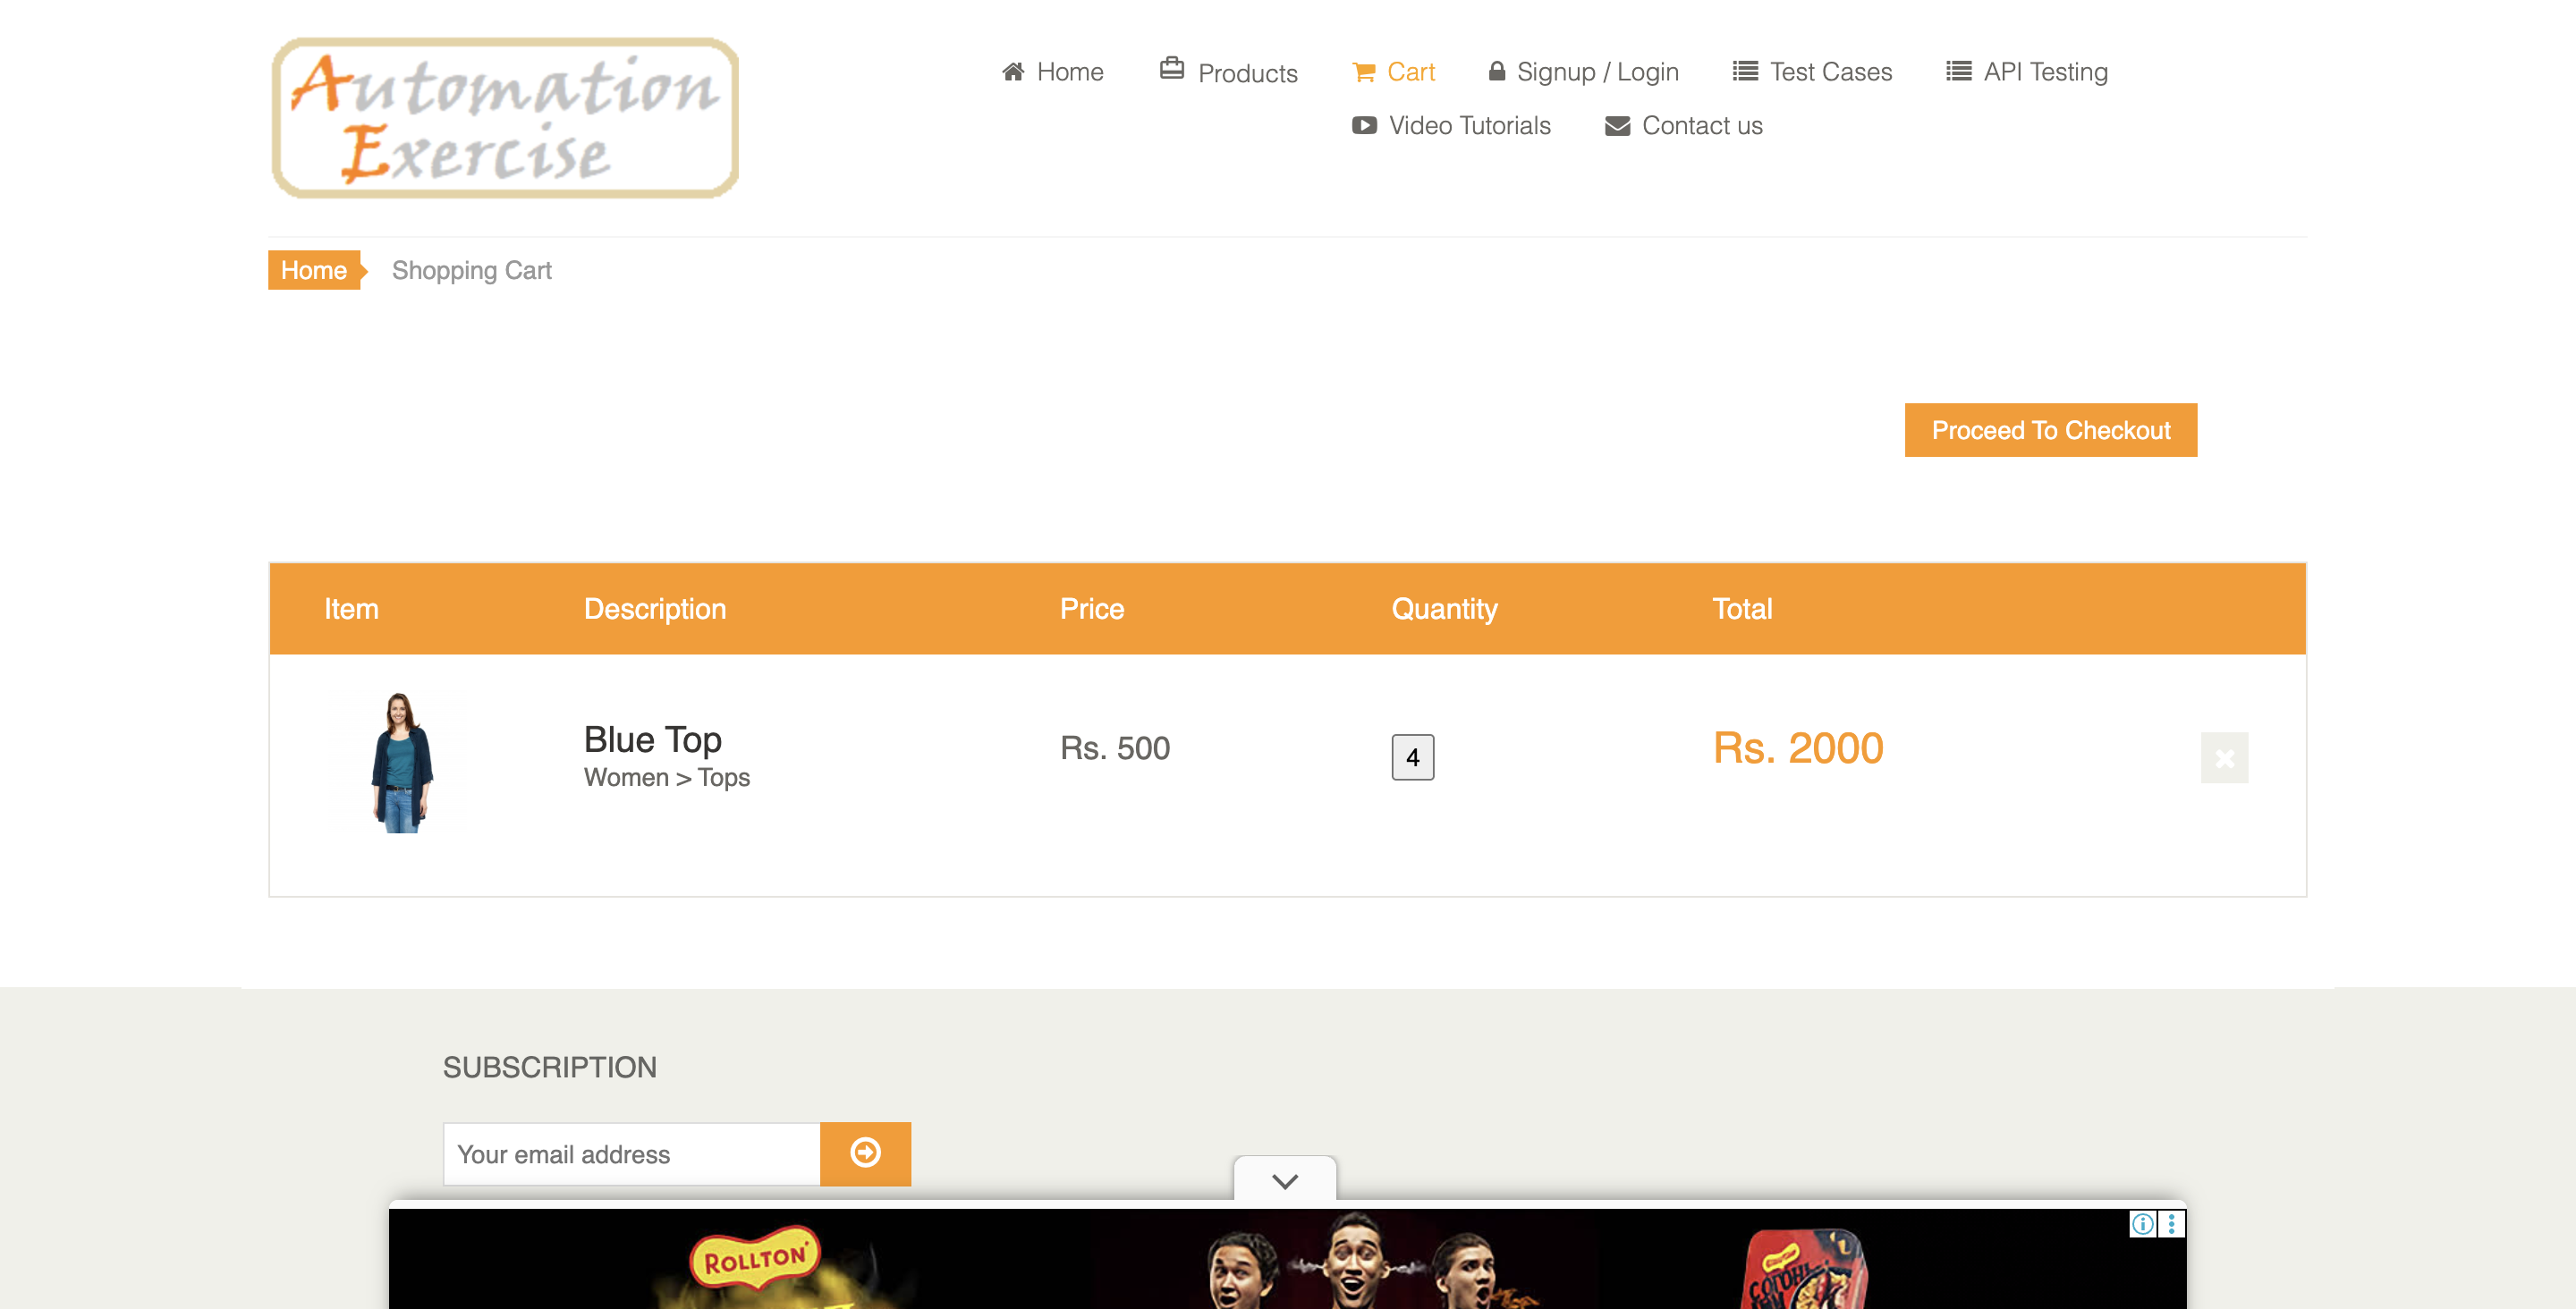 Automation
Exercise
Home Products Cart Signup / Login Test Cases API Testing
Video Tutorials Contact us
Home Shopping Cart
Proceed To Checkout
Item Description Price Quantity Total
Blue Top
Women > Tops
Rs. 500
4
Rs. 2000
SUBSCRIPTION
Your email address
ROLLTON